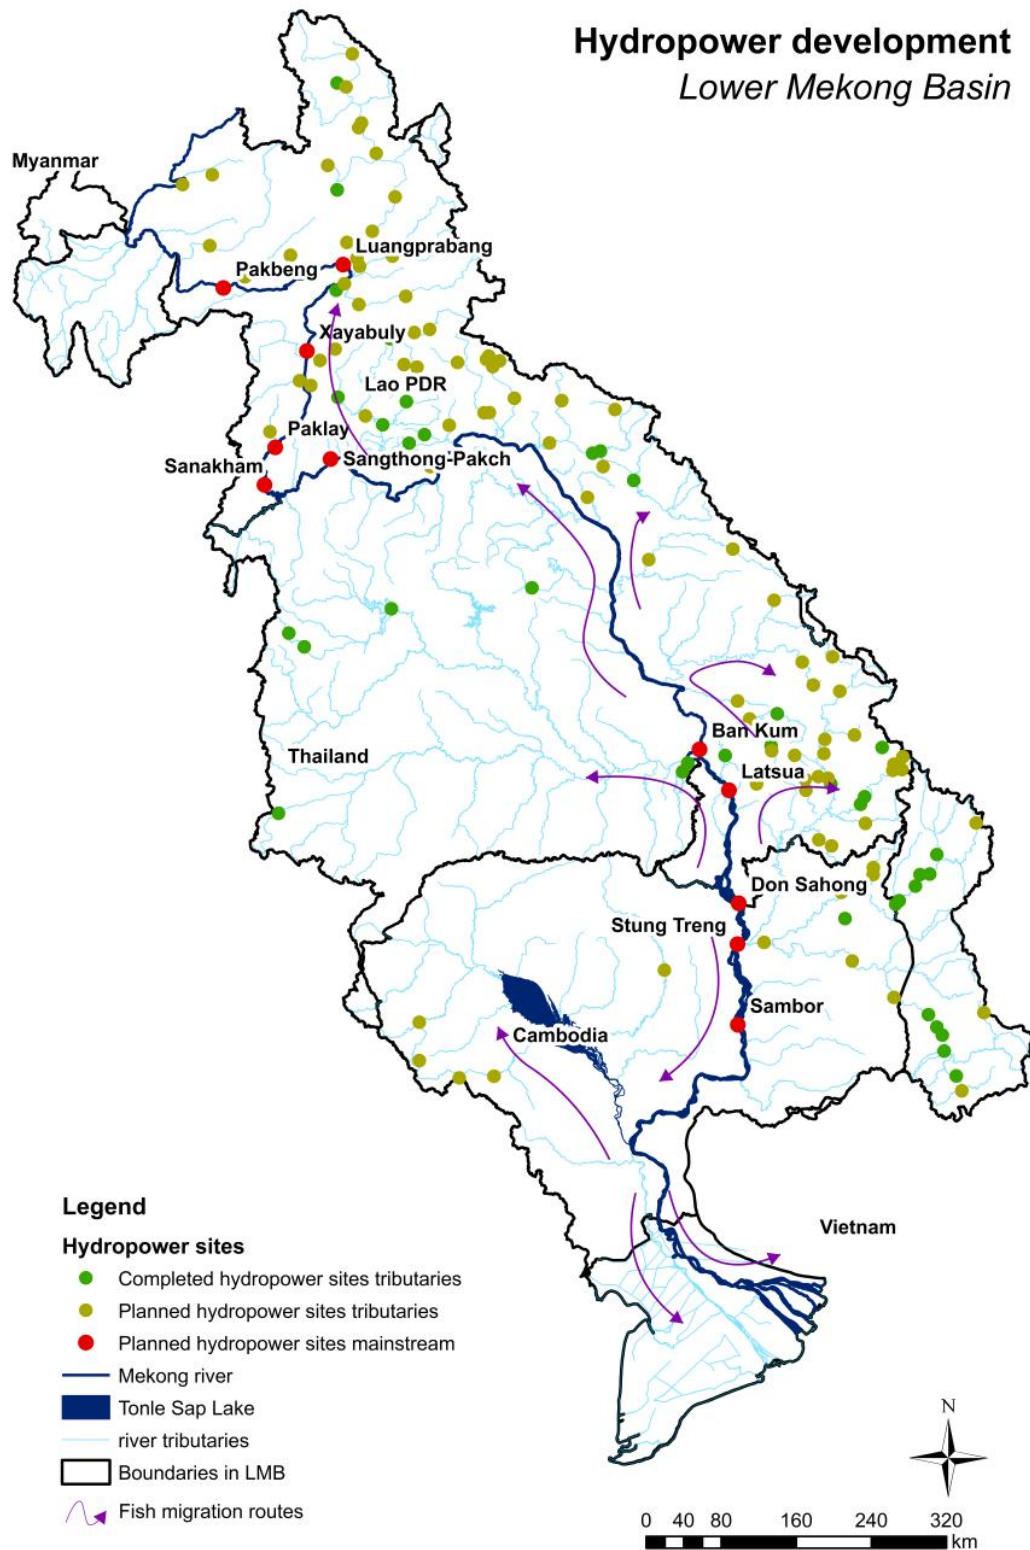 Hydropower development
Lower Mekong Basin
Myanmar
Luangprabang
Pakbeng
Xayabuly
Lao PDR
Paklay
Sanakham
Sangthong-Pakch
Ban Kum
Thailand
Latsua
Don Sahong
Stung Treng
Sambor
Cambodia
Vietnam
Legend
Hydropower sites
Completed hydropower sites tributaries
Planned hydropower sites tributaries
Planned hydropower sites mainstream
Mekong river
Tonle Sap Lake
river tributaries
Boundaries in LMB
Fish migration routes
N
0 40 80 160 240 320
km